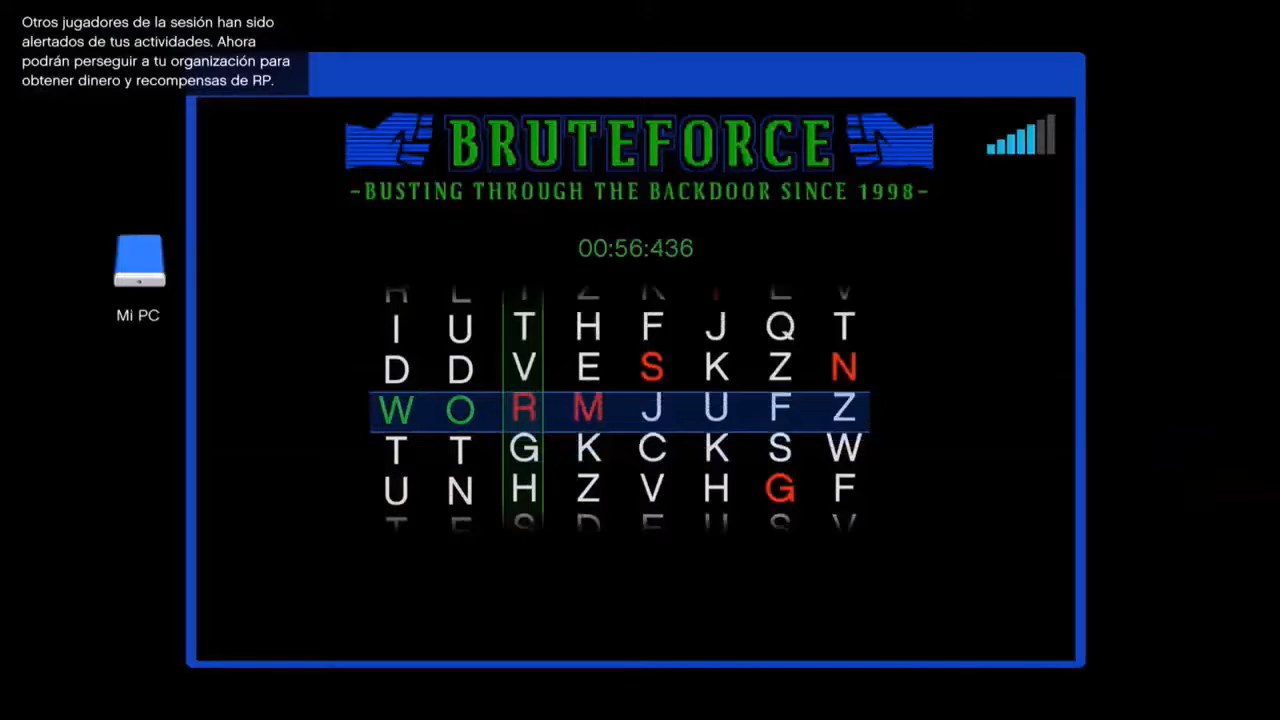 Otros jugadores de la sesión han sido
alertados de tus actividades. Ahora
podrán perseguir a tu organización para
obtener dinero y recompensas de RP.
BRUTEFORCE
-BUSTING THROUGH THE BACKDOOR SINCE 1998-
00:56:436
Mi PC
I U T H F J Q T
D D V E S K Z N
W O R M J U F Z
T T G K C K S W
U N H Z V H G F